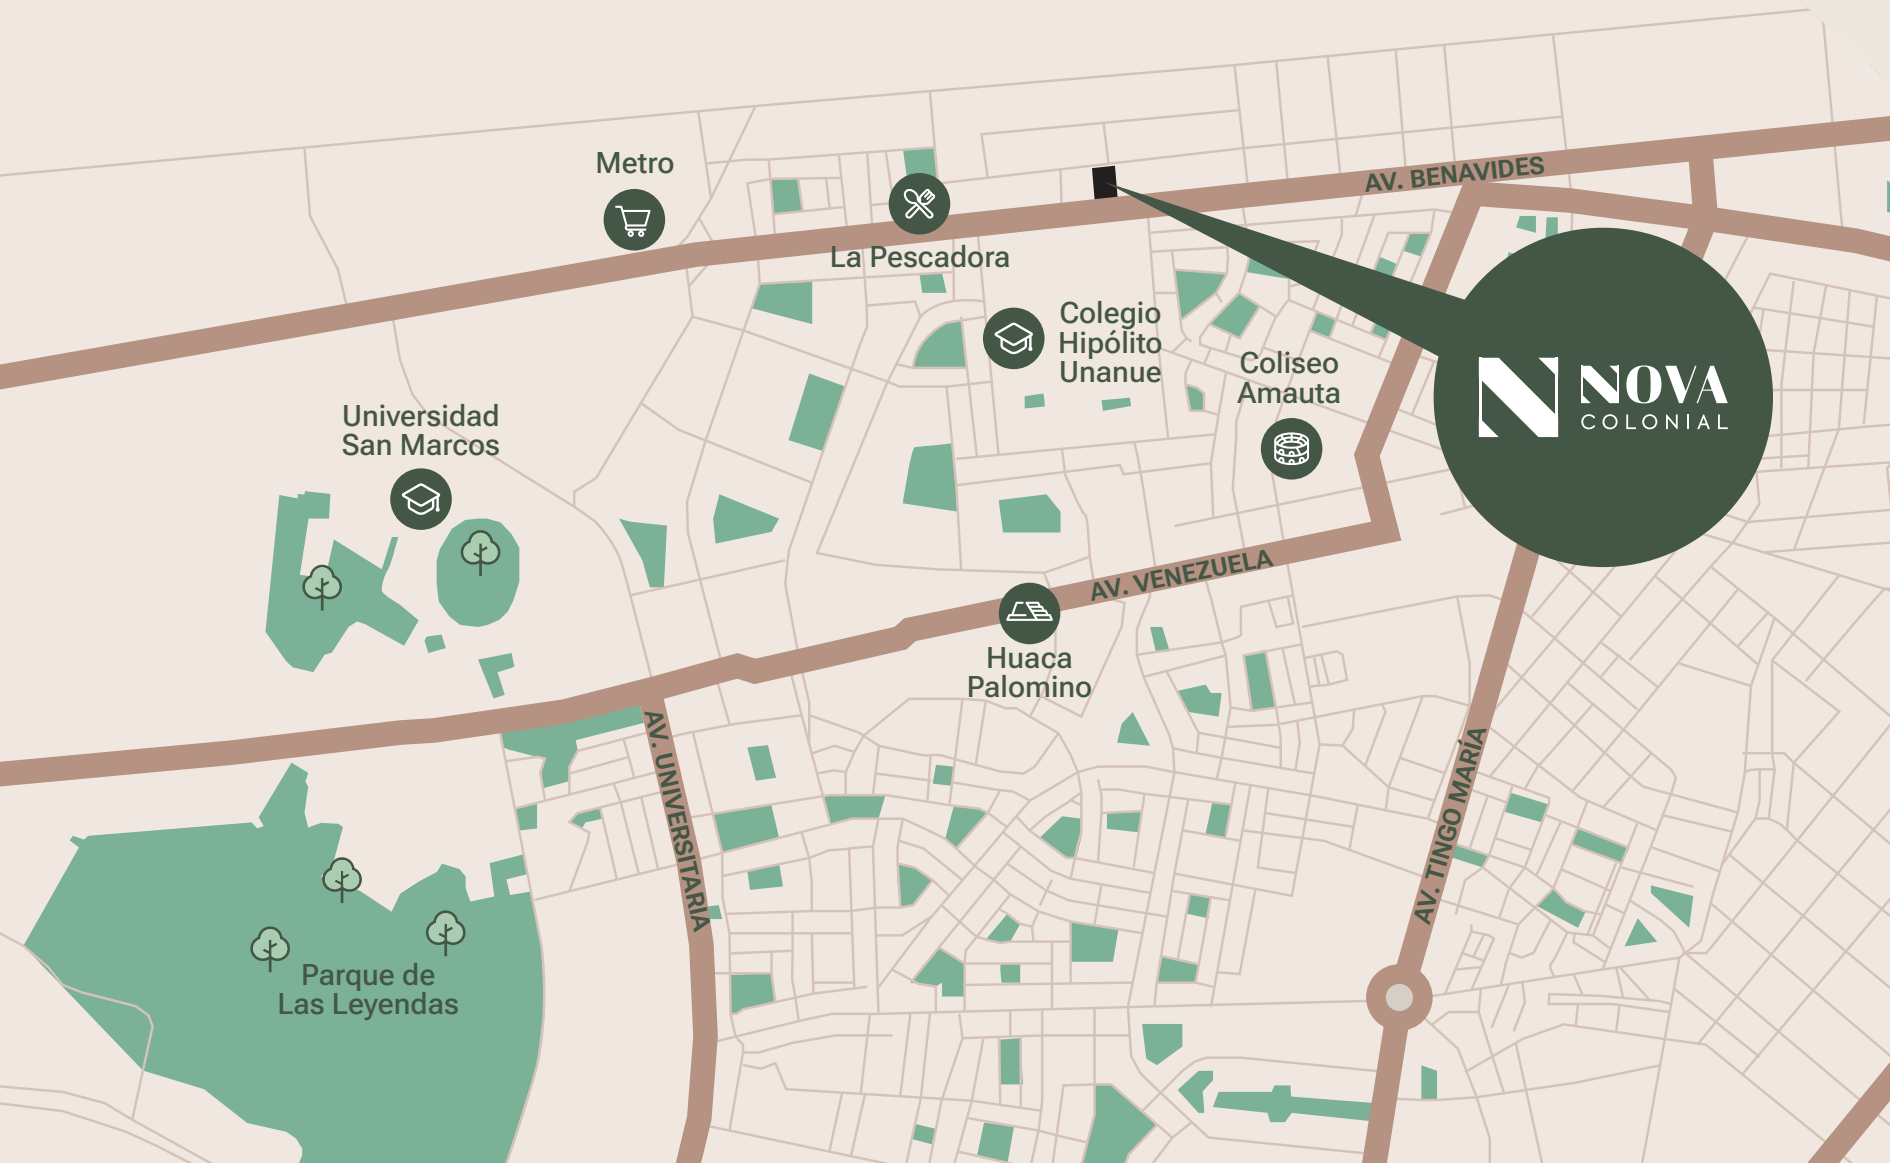 Metro
AV. BENAVIDES
La Pescadora
Colegio
Hipólito
Unanue
Coliseo
Amauta
NOVA
COLONIAL
Universidad
San Marcos
AV. VENEZUELA
Huaca
Palomino
AV. UNIVERSITARIA
AV. TINGO MARÍA
Parque de
Las Leyendas